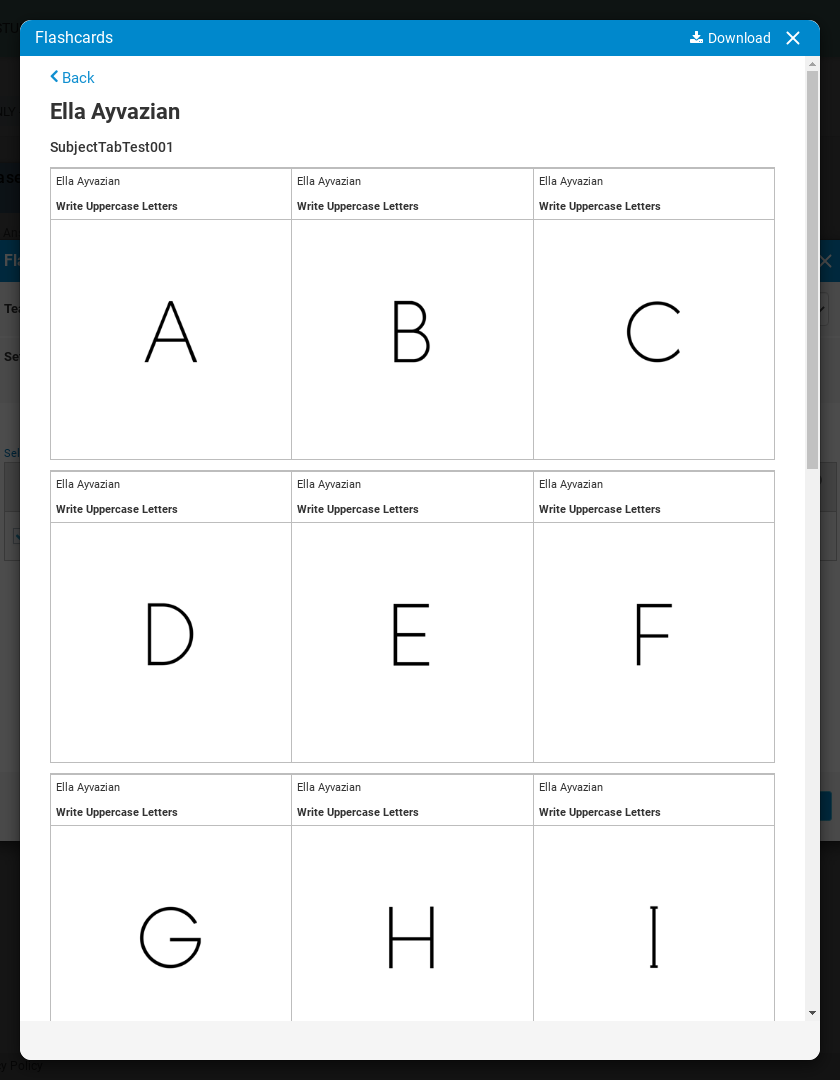 Flashcards
Download
Back
Ella Ayvazian
SubjectTabTest001
Ella Ayvazian Ella Ayvazian Ella Ayvazian
Write Uppercase Letters Write Uppercase Letters Write Uppercase Letters
A B C
Ella Ayvazian Ella Ayvazian Ella Ayvazian
Write Uppercase Letters Write Uppercase Letters Write Uppercase Letters
D E F
Ella Ayvazian Ella Ayvazian Ella Ayvazian
Write Uppercase Letters Write Uppercase Letters Write Uppercase Letters
G H I
y Policy